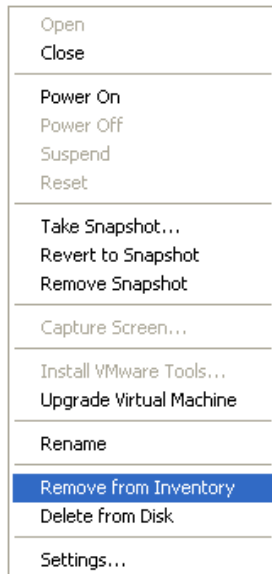 Open
Close
Power On
Power Off
Suspend
Reset
Take Snapshot...
Revert to Snapshot
Remove Snapshot
Capture Screen...
Install VMware Tools...
Upgrade Virtual Machine
Rename
Remove from Inventory
Delete from Disk
Settings...